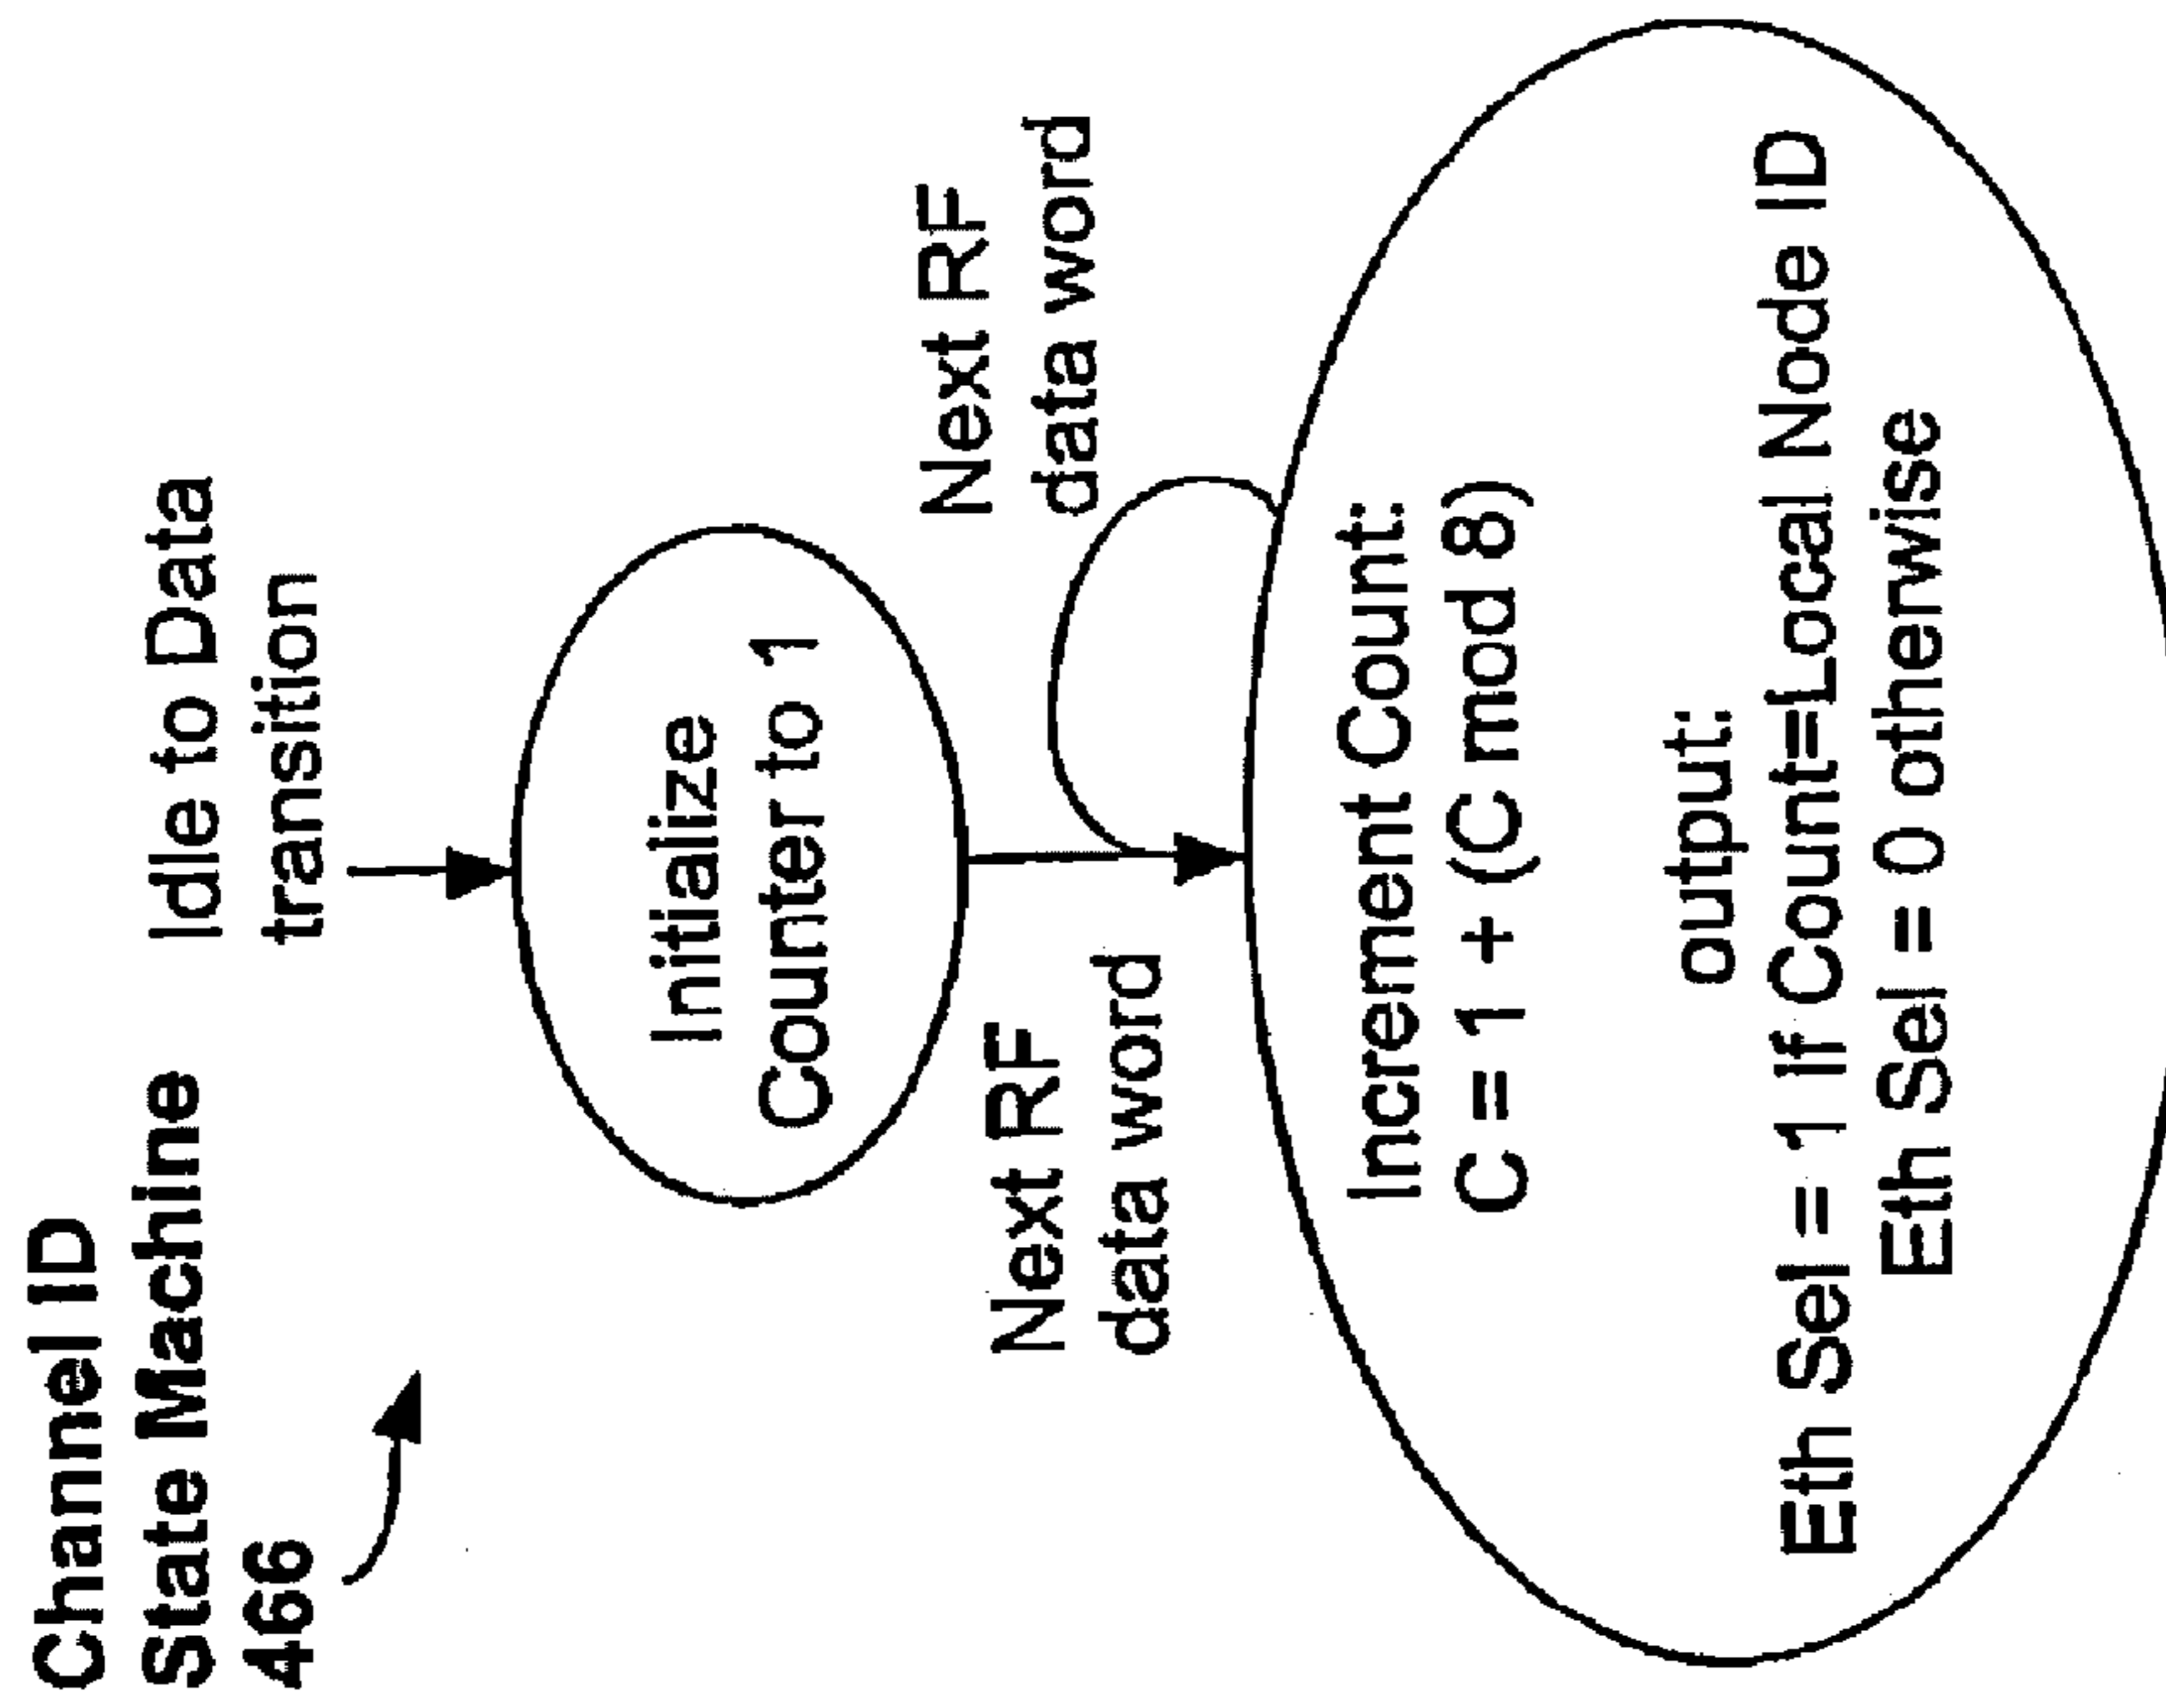 Channel ID
State Machine
466
Idle to Data
transition
Initialize
Counter to 1
Next RF
data word
Next RF
data word
Increment Count:
C = 1 + (C mod 8)
output:
Eth Sel = 1 if Count=Local Node ID
Eth Sel = 0 otherwise